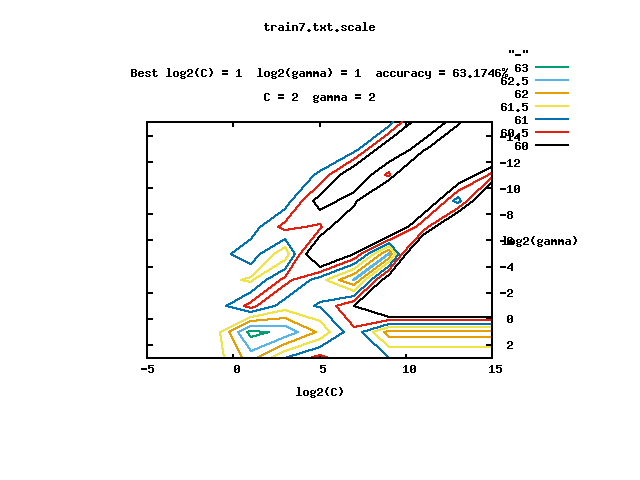 train7.txt.scale
"-"
Best log2(C) = 1 log2(gamma) = 1 accuracy = 63.1746%
63
62.5
C = 2 gamma = 2
62
61.5
61
60.5
60
-14
-12
-10
-8
-6
log2(gamma)
-4
-2
0
2
-5 0 5 10 15
log2(C)